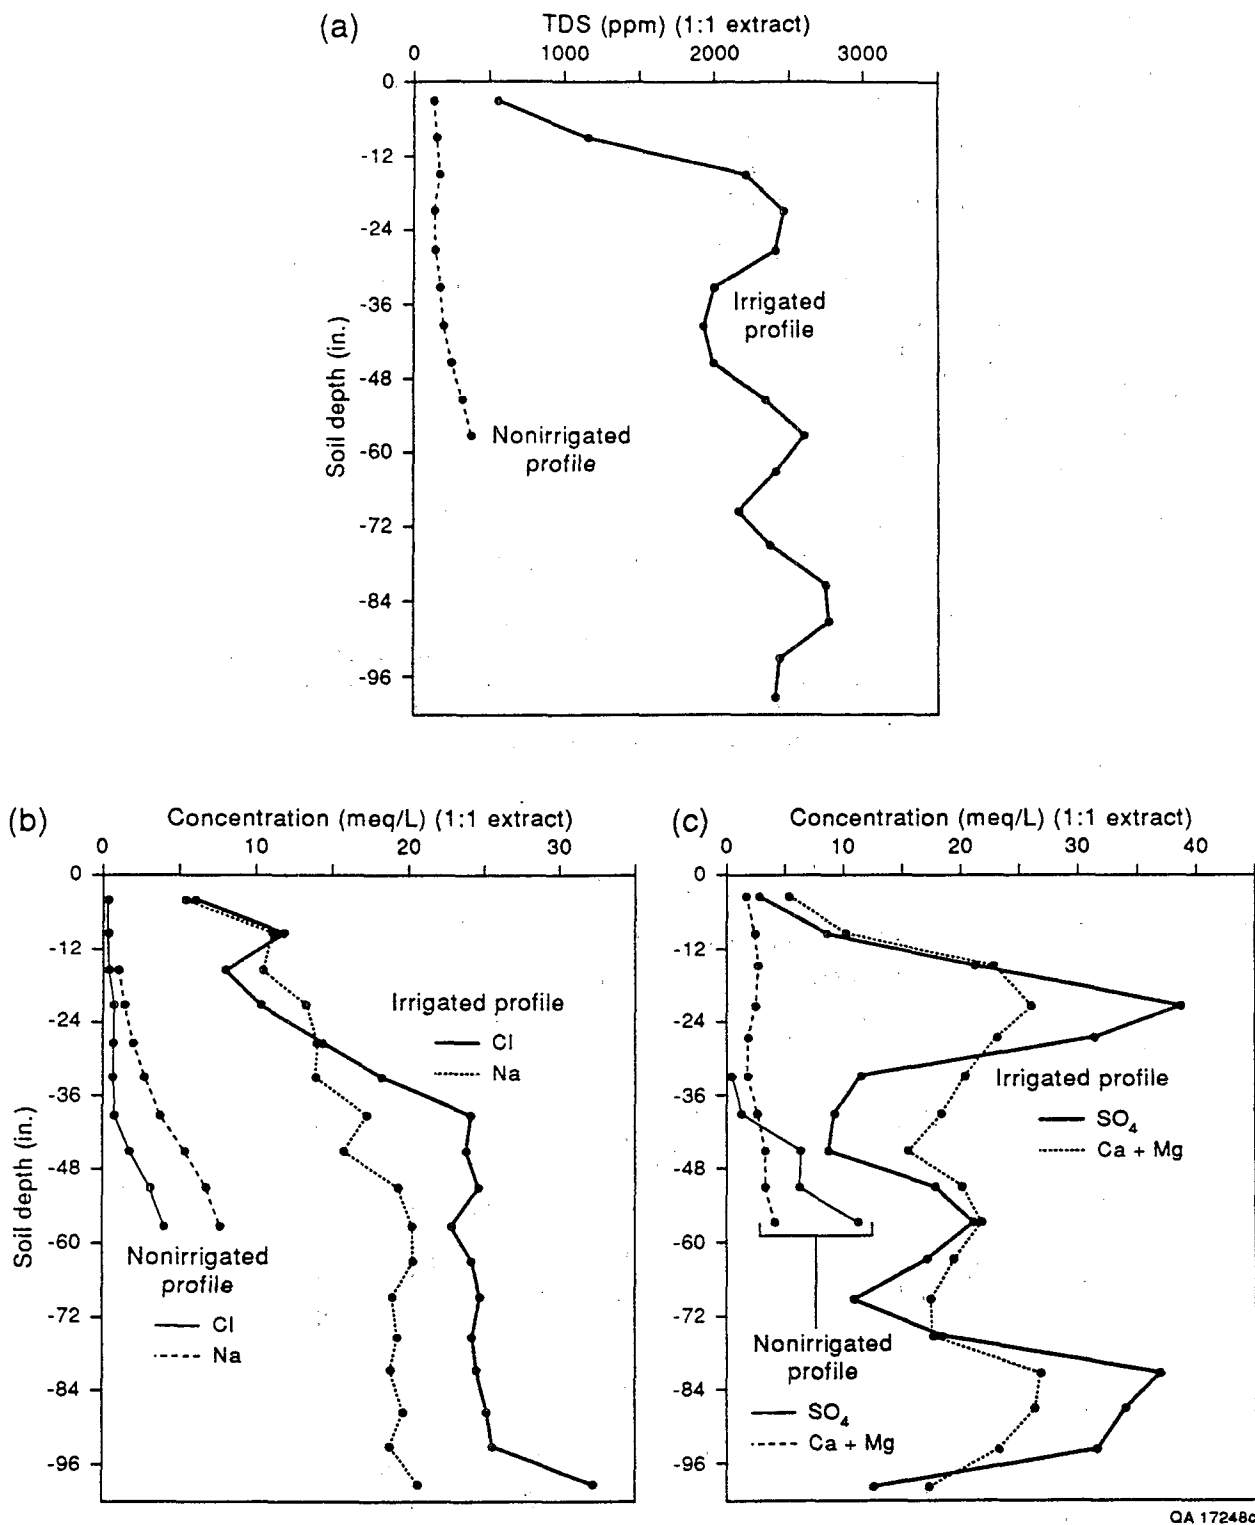 (a)
TDS (ppm) (1:1 extract)
0 1000 2000 3000
0
-12
-24
-36
-48
-60
-72
-84
-96
Soil depth (in.)
Irrigated
profile
Nonirrigated
profile
(b)
Concentration (meq/L) (1:1 extract)
0 10 20 30
0
-12
-24
-36
-48
-60
-72
-84
-96
Soil depth (in.)
Irrigated profile
Cl
Na
Nonirrigated
profile
Cl
Na
(c)
Concentration (meq/L) (1:1 extract)
0 10 20 30 40
0
-12
-24
-36
-48
-60
-72
-84
-96
Irrigated profile
SO₄
Ca + Mg
Nonirrigated
profile
SO₄
Ca + Mg
QA 17248c